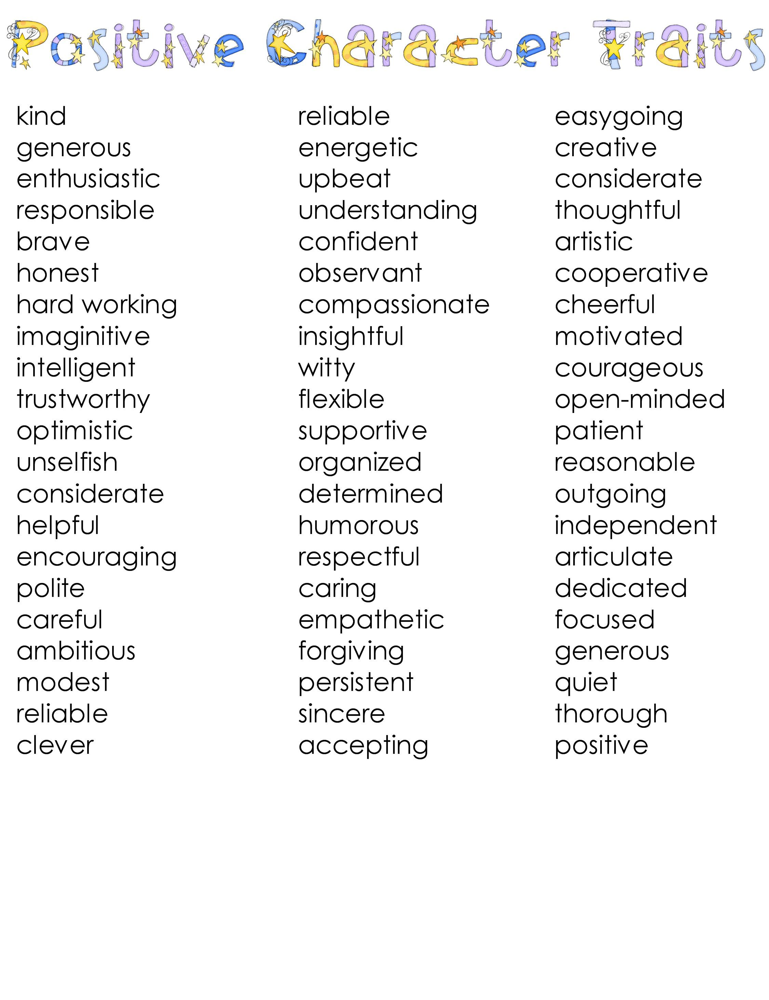 Positive Character Traits
kind
generous
enthusiastic
responsible
brave
honest
hard working
imaginitive
intelligent
trustworthy
optimistic
unselfish
considerate
helpful
encouraging
polite
careful
ambitious
modest
reliable
clever
reliable
energetic
upbeat
understanding
confident
observant
compassionate
insightful
witty
flexible
supportive
organized
determined
humorous
respectful
caring
empathetic
forgiving
persistent
sincere
accepting
easygoing
creative
considerate
thoughtful
artistic
cooperative
cheerful
motivated
courageous
open-minded
patient
reasonable
outgoing
independent
articulate
dedicated
focused
generous
quiet
thorough
positive